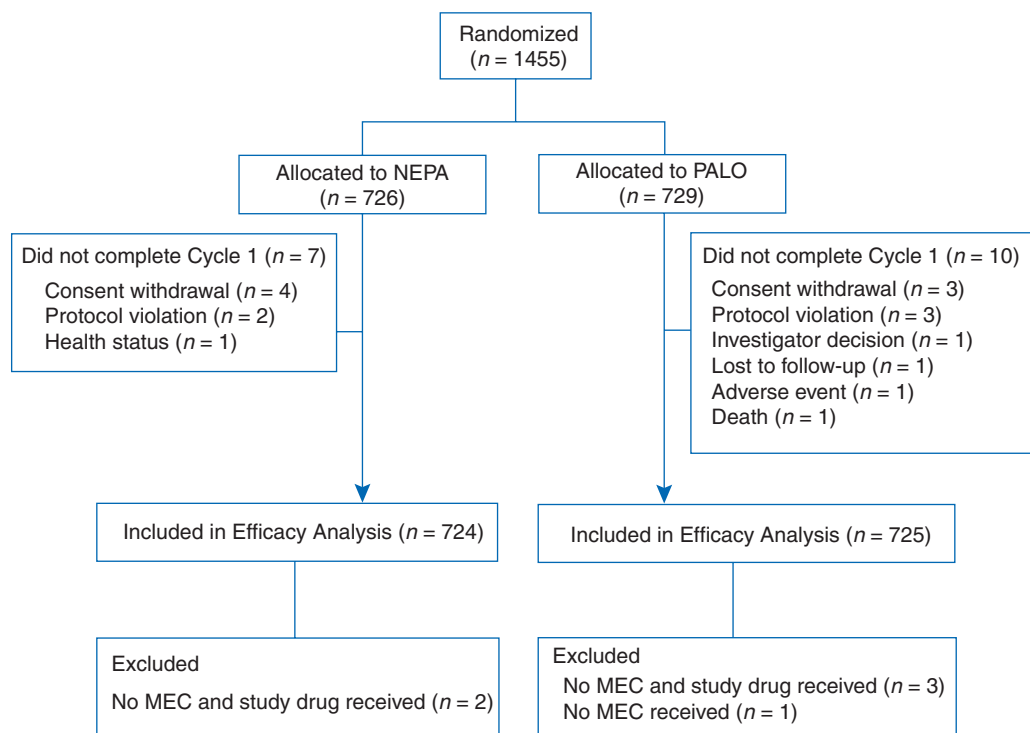 Randomized
(n = 1455)
Allocated to NEPA
(n = 726)
Allocated to PALO
(n = 729)
Did not complete Cycle 1 (n = 7)
Consent withdrawal (n = 4)
Protocol violation (n = 2)
Health status (n = 1)
Did not complete Cycle 1 (n = 10)
Consent withdrawal (n = 3)
Protocol violation (n = 3)
Investigator decision (n = 1)
Lost to follow-up (n = 1)
Adverse event (n = 1)
Death (n = 1)
Included in Efficacy Analysis (n = 724)
Included in Efficacy Analysis (n = 725)
Excluded
No MEC and study drug received (n = 2)
Excluded
No MEC and study drug received (n = 3)
No MEC received (n = 1)